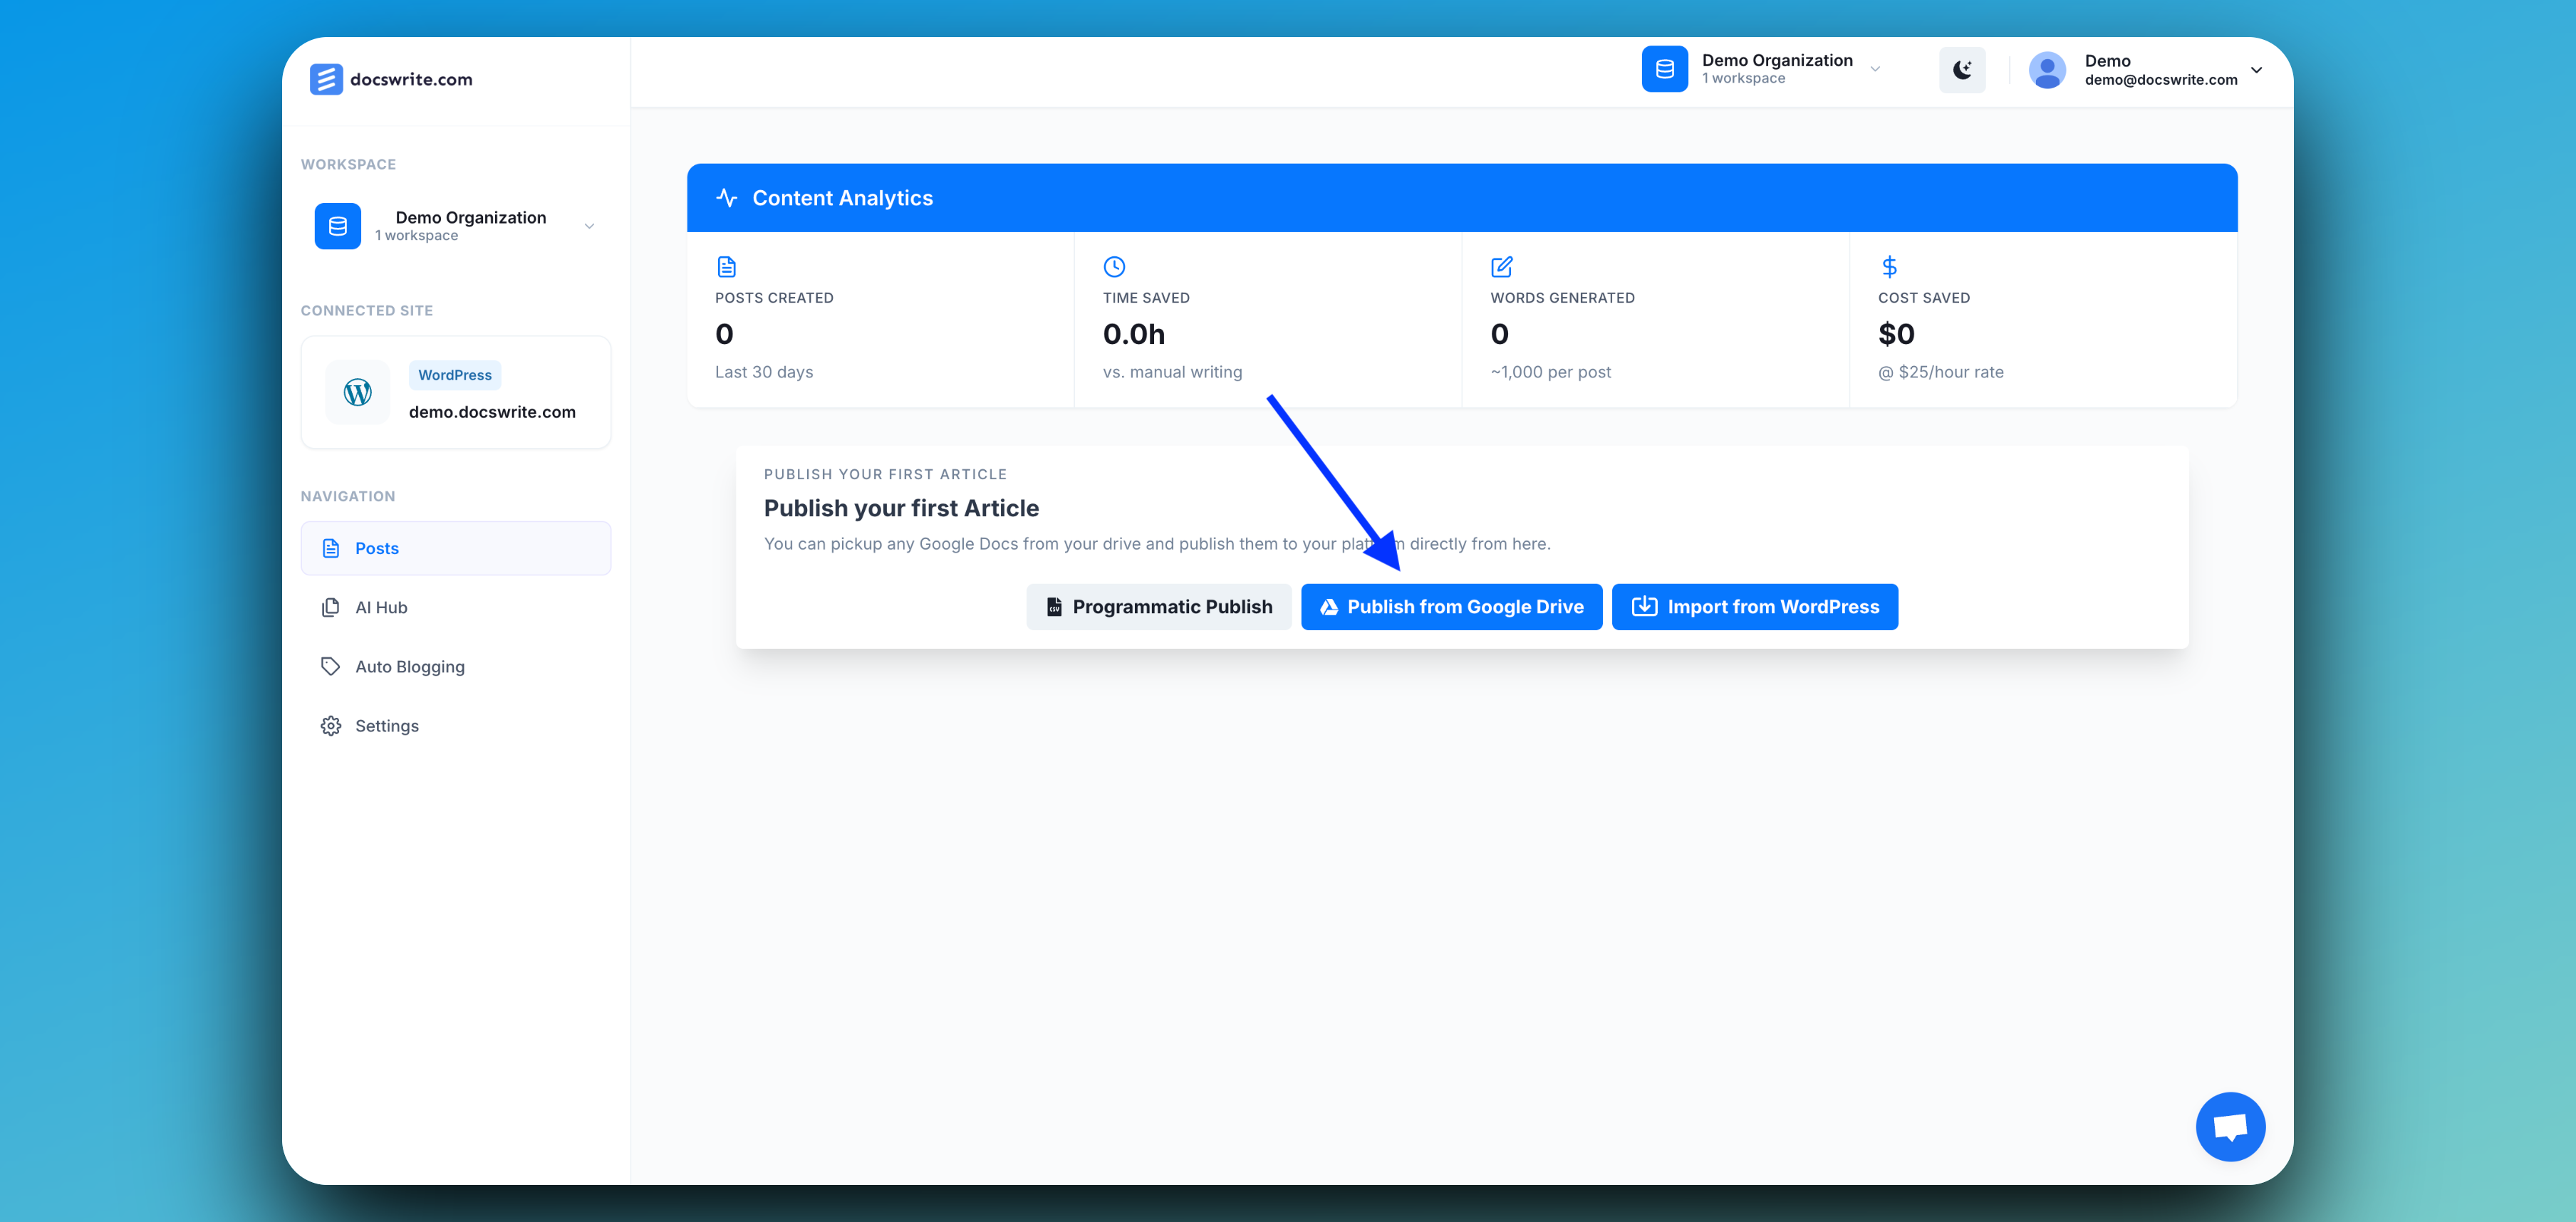 docswrite.com
Demo Organization
1 workspace
Demo
demo@docswrite.com
WORKSPACE
Demo Organization
1 workspace
CONNECTED SITE
WordPress
demo.docswrite.com
NAVIGATION
Posts
AI Hub
Auto Blogging
Settings
Content Analytics
POSTS CREATED
0
Last 30 days
TIME SAVED
0.0h
vs. manual writing
WORDS GENERATED
0
~1,000 per post
COST SAVED
$0
@ $25/hour rate
PUBLISH YOUR FIRST ARTICLE
Publish your first Article
You can pickup any Google Docs from your drive and publish them to your platform directly from here.
CSV Programmatic Publish
Publish from Google Drive
Import from WordPress